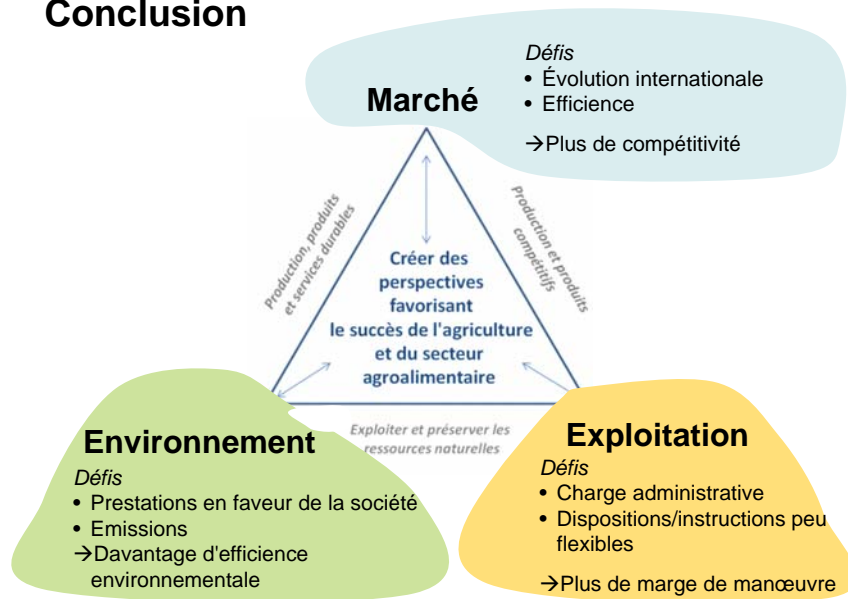 Conclusion
Marché
Défis
• Évolution internationale
• Efficience
→Plus de compétitivité
Production, produits
et services durables
Production et produits
compétitifs
Créer des
perspectives
favorisant
le succès de l'agriculture
et du secteur
agroalimentaire
Exploiter et préserver les
ressources naturelles
Environnement
Défis
• Prestations en faveur de la société
• Emissions
→Davantage d'efficience
environnementale
Exploitation
Défis
• Charge administrative
• Dispositions/instructions peu
flexibles
→Plus de marge de manœuvre